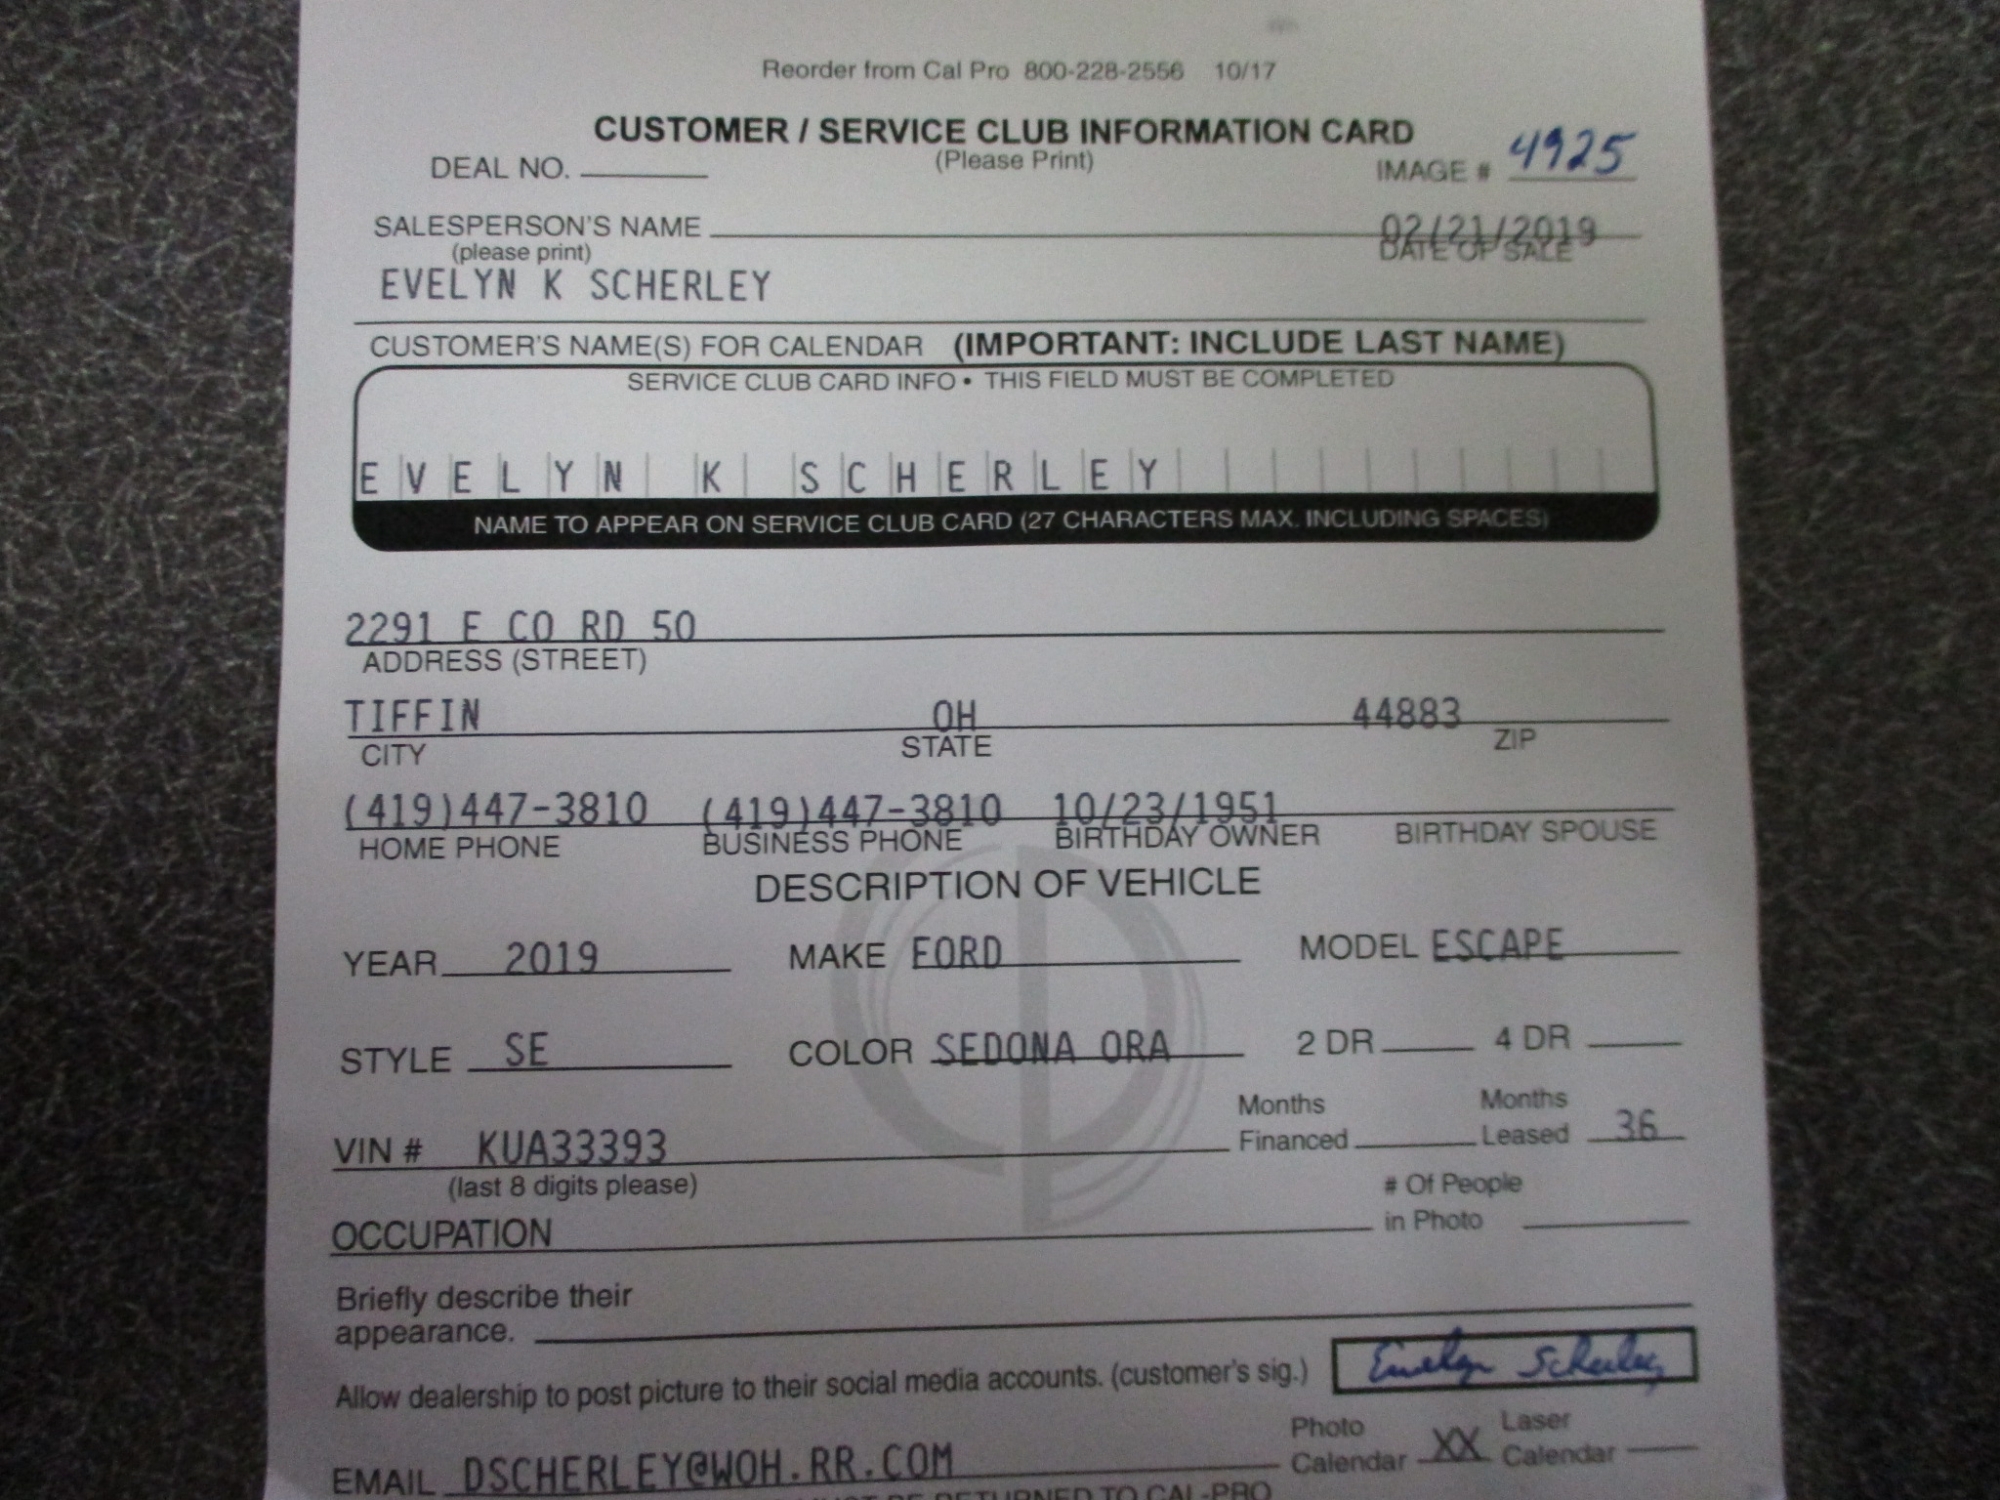 Reorder from Cal Pro 800-228-2556 10/17
CUSTOMER / SERVICE CLUB INFORMATION CARD
DEAL NO. (Please Print) IMAGE # 4925
SALESPERSON'S NAME 02/21/2019
(please print) DATE OF SALE
EVELYN K SCHERLEY
CUSTOMER'S NAME(S) FOR CALENDAR (IMPORTANT: INCLUDE LAST NAME)
SERVICE CLUB CARD INFO • THIS FIELD MUST BE COMPLETED
EVELYN K SCHERLEY
NAME TO APPEAR ON SERVICE CLUB CARD (27 CHARACTERS MAX. INCLUDING SPACES)
2291 E CO RD 50
ADDRESS (STREET)
TIFFIN OH 44883
CITY STATE ZIP
(419)447-3810 (419)447-3810 10/23/1951
HOME PHONE BUSINESS PHONE BIRTHDAY OWNER BIRTHDAY SPOUSE
DESCRIPTION OF VEHICLE
YEAR 2019 MAKE FORD MODEL ESCAPE
STYLE SE COLOR SEDONA ORA 2 DR 4 DR
Months Months
VIN # KUA33393 Financed Leased 36
(last 8 digits please) # Of People
OCCUPATION in Photo
Briefly describe their
appearance.
Allow dealership to post picture to their social media accounts. (customer's sig.) Evelyn Scherley
Photo Laser
EMAIL DSCHERLEY@WOH.RR.COM Calendar XX Calendar
MUST BE RETURNED TO CAL-PRO